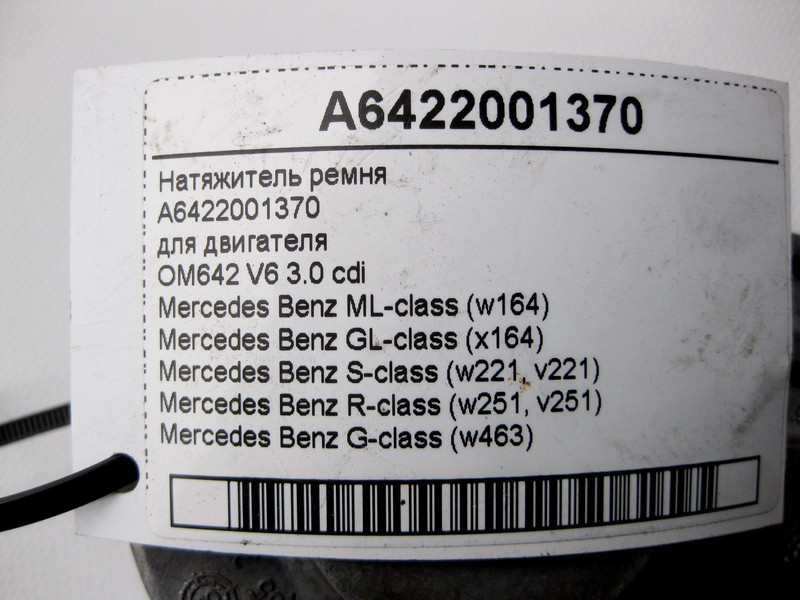 A6422001370
Натяжитель ремня
A6422001370
для двигателя
OM642 V6 3.0 cdi
Mercedes Benz ML-class (w164)
Mercedes Benz GL-class (x164)
Mercedes Benz S-class (w221, v221)
Mercedes Benz R-class (w251, v251)
Mercedes Benz G-class (w463)